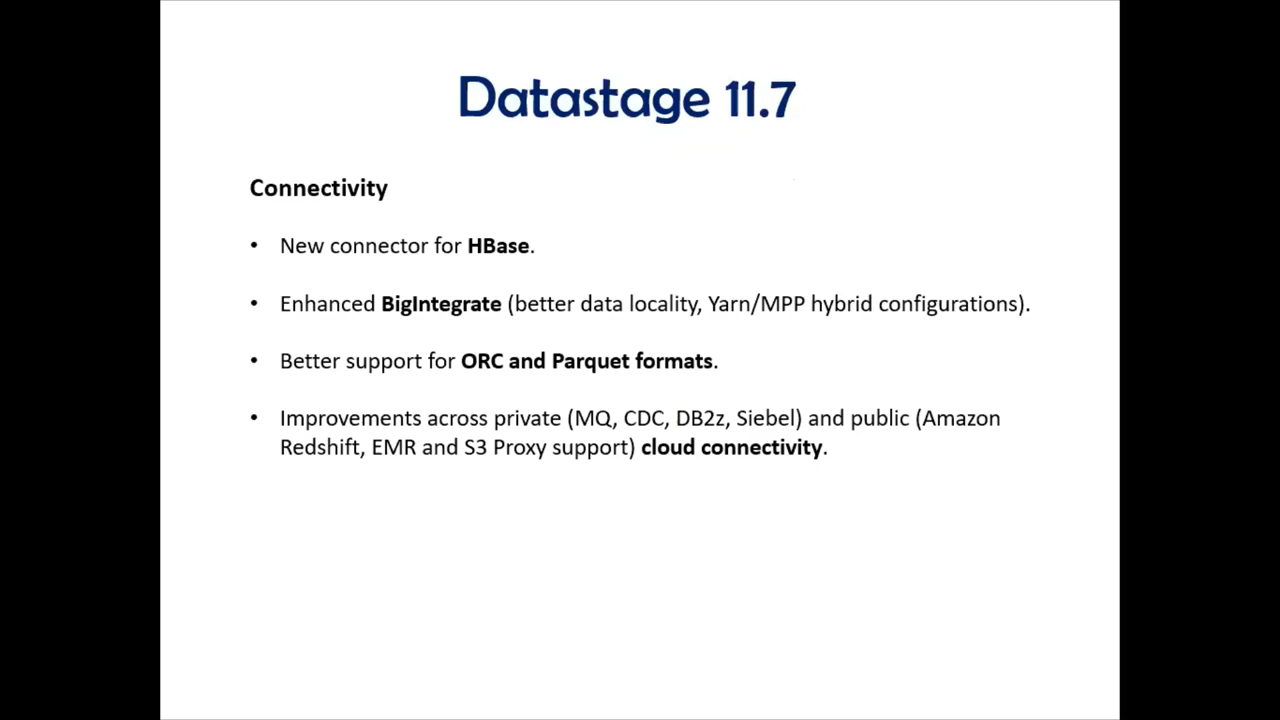 Datastage 11.7
Connectivity
• New connector for HBase.
• Enhanced BigIntegrate (better data locality, Yarn/MPP hybrid configurations).
• Better support for ORC and Parquet formats.
• Improvements across private (MQ, CDC, DB2z, Siebel) and public (Amazon
Redshift, EMR and S3 Proxy support) cloud connectivity.